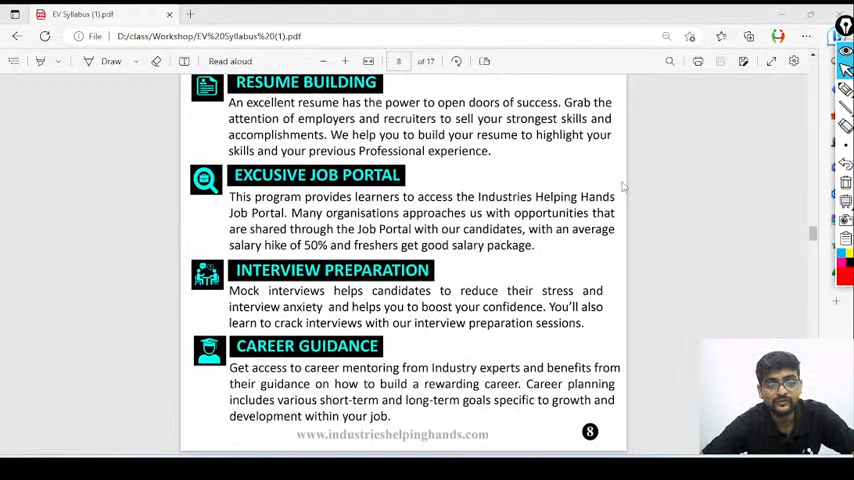 EV Syllabus (1).pdf
File
D:/class/Workshop/EV%20Syllabus%20(1).pdf
Draw
Read aloud
8
of 17
RESUME BUILDING
An excellent resume has the power to open doors of success. Grab the
attention of employers and recruiters to sell your strongest skills and
accomplishments. We help you to build your resume to highlight your
skills and your previous Professional experience.
EXCUSIVE JOB PORTAL
This program provides learners to access the Industries Helping Hands
Job Portal. Many organisations approaches us with opportunities that
are shared through the Job Portal with our candidates, with an average
salary hike of 50% and freshers get good salary package.
INTERVIEW PREPARATION
Mock interviews helps candidates to reduce their stress and
interview anxiety and helps you to boost your confidence. You'll also
learn to crack interviews with our interview preparation sessions.
CAREER GUIDANCE
Get access to career mentoring from Industry experts and benefits from
their guidance on how to build a rewarding career. Career planning
includes various short-term and long-term goals specific to growth and
development within your job.
www.industrieshelpinghands.com
8